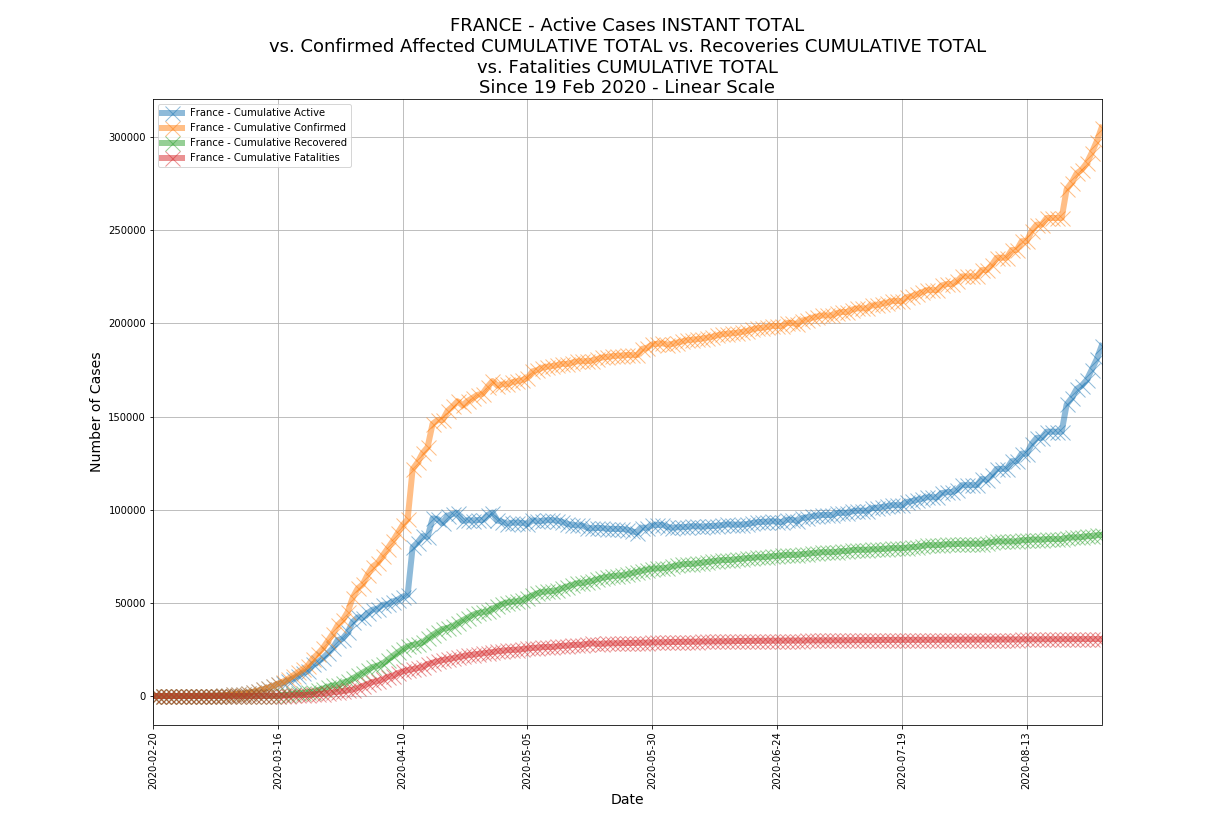 FRANCE - Active Cases INSTANT TOTAL
vs. Confirmed Affected CUMULATIVE TOTAL vs. Recoveries CUMULATIVE TOTAL
vs. Fatalities CUMULATIVE TOTAL
Since 19 Feb 2020 - Linear Scale
France - Cumulative Active
France - Cumulative Confirmed
France - Cumulative Recovered
France - Cumulative Fatalities
300000
250000
200000
150000
100000
50000
0
Number of Cases
2020-02-20
2020-03-16
2020-04-10
2020-05-05
2020-05-30
2020-06-24
2020-07-19
2020-08-13
Date